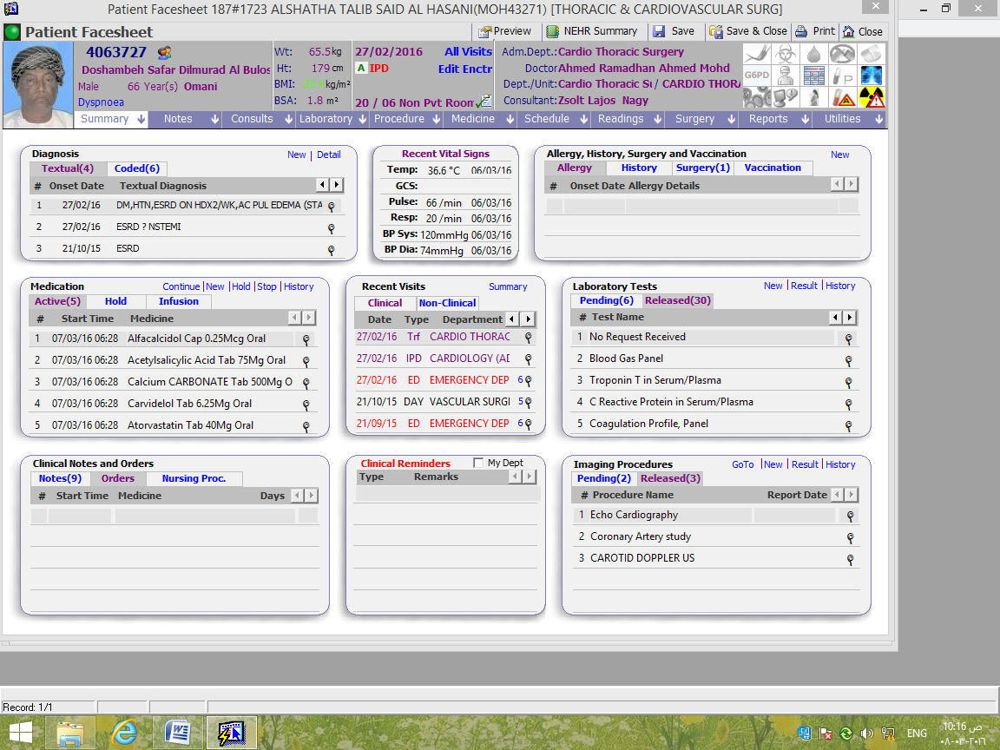 Patient Facesheet 187#1723 ALSHATHA TALIB SAID AL HASANI(MOH43271) [THORACIC & CARDIOVASCULAR SURG]
Patient Facesheet
Preview NEHR Summary Save Save & Close Print Close
4063727
Doshambeh Safar Dilmurad Al Bulos
Male 66 Year(s) Omani
Dyspnoea
Wt: 65.5kg
Ht: 179 cm
BMI: kg/m²
BSA: 1.8 m²
27/02/2016 All Visits
A IPD Edit Enctr
20 / 06 Non Pvt Room
Adm.Dept.: Cardio Thoracic Surgery
Doctor Ahmed Ramadhan Ahmed Mohd
Dept./Unit: Cardio Thoracic Su / CARDIO THORA
Consultant: Zsolt Lajos Nagy
G6PD
P
Summary Notes Consults Laboratory Procedure Medicine Schedule Readings Surgery Reports Utilities
Diagnosis New | Detail
Textual(4) Coded(6)
# Onset Date Textual Diagnosis
1 27/02/16 DM,HTN,ESRD ON HDX2/WK,AC PUL EDEMA (STA
2 27/02/16 ESRD ? NSTEMI
3 21/10/15 ESRD
Recent Vital Signs
Temp: 36.6 °C 06/03/16
GCS:
Pulse: 66 /min 06/03/16
Resp: 20 /min 06/03/16
BP Sys: 120mmHg 06/03/16
BP Dia: 74mmHg 06/03/16
Allergy, History, Surgery and Vaccination New
Allergy History Surgery(1) Vaccination
# Onset Date Allergy Details
Medication Continue | New | Hold | Stop | History
Active(5) Hold Infusion
# Start Time Medicine
1 07/03/16 06:28 Alfacalcidol Cap 0.25Mcg Oral
2 07/03/16 06:28 Acetylsalicylic Acid Tab 75Mg Oral
3 07/03/16 06:28 Calcium CARBONATE Tab 500Mg O
4 07/03/16 06:28 Carvidelol Tab 6.25Mg Oral
5 07/03/16 06:28 Atorvastatin Tab 40Mg Oral
Recent Visits Summary
Clinical Non-Clinical
Date Type Department
27/02/16 Trf CARDIO THORAC
27/02/16 IPD CARDIOLOGY (AD
27/02/16 ED EMERGENCY DEP 6
21/10/15 DAY VASCULAR SURGI 5
21/09/15 ED EMERGENCY DEP 6
Laboratory Tests New | Result | History
Pending(6) Released(30)
# Test Name
1 No Request Received
2 Blood Gas Panel
3 Troponin T in Serum/Plasma
4 C Reactive Protein in Serum/Plasma
5 Coagulation Profile, Panel
Clinical Notes and Orders
Notes(9) Orders Nursing Proc.
# Start Time Medicine Days
Clinical Reminders My Dept
Type Remarks
Imaging Procedures GoTo | New | Result | History
Pending(2) Released(3)
# Procedure Name Report Date
1 Echo Cardiography
2 Coronary Artery study
3 CAROTID DOPPLER US
Record: 1/1
ENG
10:16 ص
٠٨-٠٣-٢٠١٦